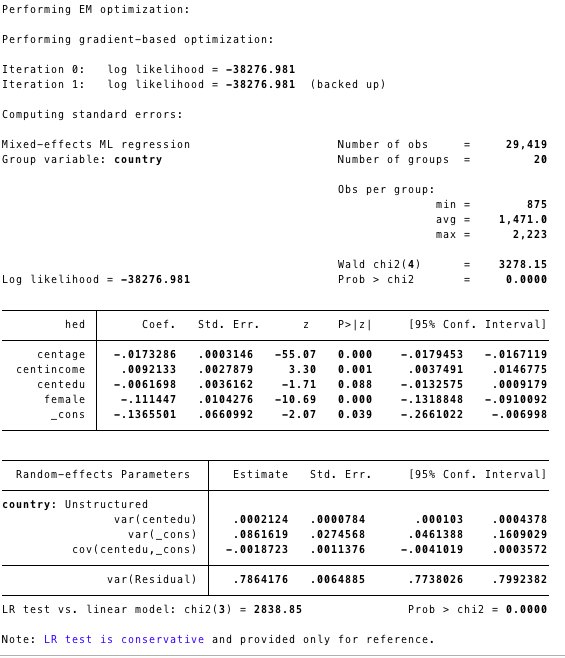 Performing EM optimization:
Performing gradient-based optimization:
Iteration 0:   log likelihood = -38276.981
Iteration 1:   log likelihood = -38276.981  (backed up)
Computing standard errors:
Mixed-effects ML regression                     Number of obs     =     29,419
Group variable: country                         Number of groups  =         20
Obs per group:
min =        875
avg =    1,471.0
max =      2,223
Wald chi2(4)      =    3278.15
Log likelihood = -38276.981                     Prob > chi2       =     0.0000
hed |      Coef.   Std. Err.      z    P>|z|     [95% Conf. Interval]
centage |  -.0173286   .0003146   -55.07   0.000    -.0179453   -.0167119
centincome |   .0092133   .0027879     3.30   0.001     .0037491    .0146775
centedu |  -.0061698   .0036162    -1.71   0.088    -.0132575    .0009179
female |   -.111447   .0104276   -10.69   0.000    -.1318848   -.0910092
_cons |  -.1365501   .0660992    -2.07   0.039    -.2661022    -.006998
Random-effects Parameters  |   Estimate   Std. Err.     [95% Conf. Interval]
country: Unstructured
var(centedu) |   .0002124   .0000784       .000103    .0004378
var(_cons) |   .0861619   .0274568      .0461388    .1609029
cov(centedu,_cons) |  -.0018723   .0011376     -.0041019    .0003572
var(Residual) |   .7864176   .0064885      .7738026    .7992382
LR test vs. linear model: chi2(3) = 2838.85               Prob > chi2 = 0.0000
Note: LR test is conservative and provided only for reference.